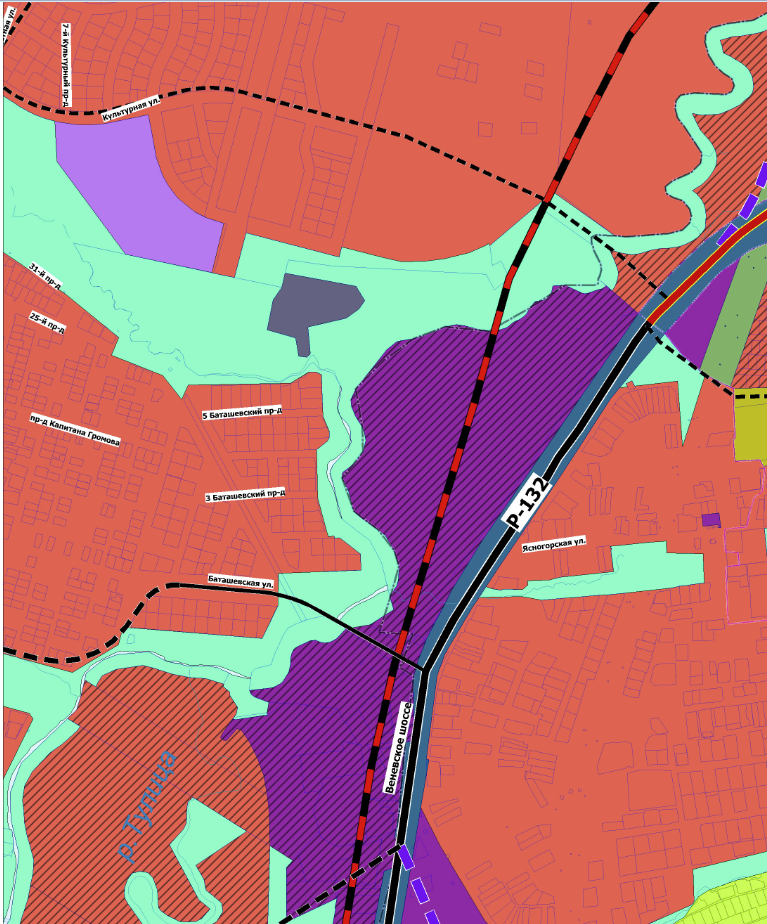 7-й Культурный пр-д
Культурная ул.
31-й пр-д
25-й пр-д
5 Баташевский пр-д
пр-д Капитана Громова
3 Баташевский пр-д
Р-132
Ясногорская ул.
Баташевская ул.
Веневское шоссе
р. Тулица